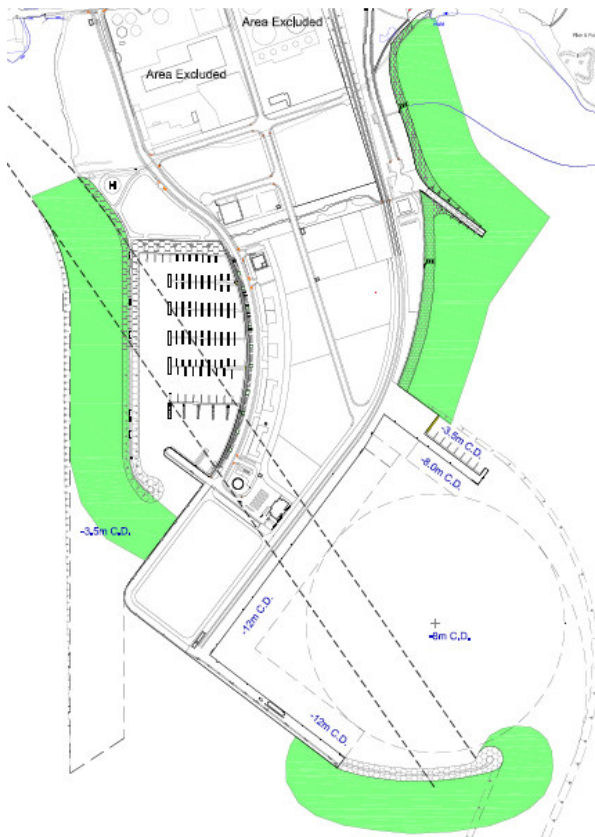 Area Excluded
Area Excluded
H
-3.5m C.D.
-8.0m C.D.
-3.5m C.D.
-12m C.D.
-8m C.D.
-12m C.D.